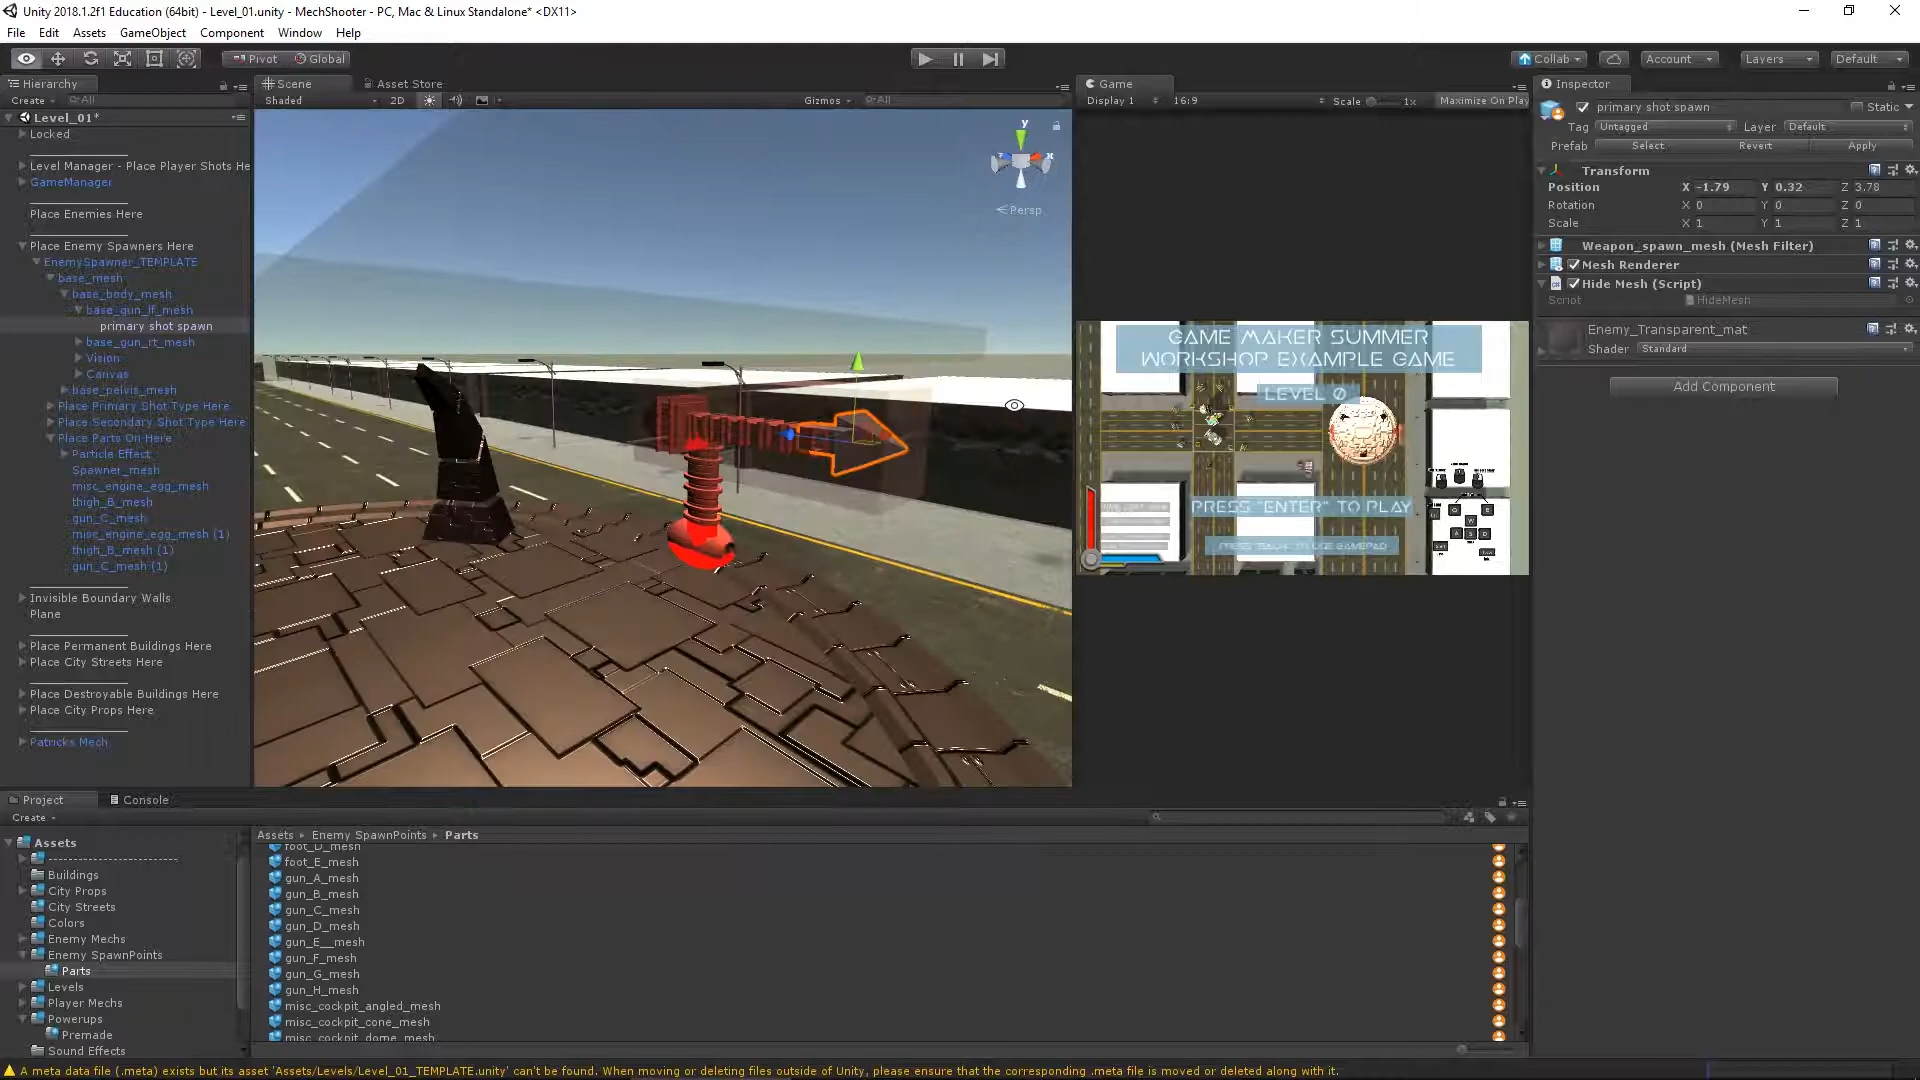 Unity 2018.1.2f1 Education (64bit) - Level_01.unity - MechShooter - PC, Mac & Linux Standalone* <DX11>
File Edit Assets GameObject Component Window Help
Pivot Global Collab Account Layers Default
Hierarchy
Create All
Level_01*
Locked
Level Manager - Place Player Shots He
GameManager
Place Enemies Here
Place Enemy Spawners Here
EnemySpawner_TEMPLATE
base_mesh
base_body_mesh
base_gun_lf_mesh
primary shot spawn
base_gun_rt_mesh
Vision
Canvas
base_pelvis_mesh
Place Primary Shot Type Here
Place Secondary Shot Type Here
Place Parts On Here
Particle Effect
Spawner_mesh
misc_engine_egg_mesh
thigh_B_mesh
gun_C_mesh
misc_engine_egg_mesh (1)
thigh_B_mesh (1)
gun_C_mesh (1)
Invisible Boundary Walls
Plane
Place Permanent Buildings Here
Place City Streets Here
Place Destroyable Buildings Here
Place City Props Here
Patricks Mech
Scene Asset Store
Shaded 2D Gizmos All
y
x
Persp
Game
Display 1 16:9 Scale 1x Maximize On Play
GAME MAKER SUMMER
WORKSHOP EXAMPLE GAME
LEVEL 0
PRESS "ENTER" TO PLAY
Inspector
primary shot spawn Static
Tag Untagged Layer Default
Prefab Select Revert Apply
Transform
Position X -1.79 Y 0.32 Z 3.78
Rotation X 0 Y 0 Z 0
Scale X 1 Y 1 Z 1
Weapon_spawn_mesh (Mesh Filter)
Mesh Renderer
Hide Mesh (Script)
Script HideMesh
Enemy_Transparent_mat
Shader Standard
Add Component
Project Console
Create
Assets
Buildings
City Props
City Streets
Colors
Enemy Mechs
Enemy SpawnPoints
Parts
Levels
Player Mechs
Powerups
Premade
Sound Effects
Assets Enemy SpawnPoints Parts
foot_D_mesh
foot_E_mesh
gun_A_mesh
gun_B_mesh
gun_C_mesh
gun_D_mesh
gun_E__mesh
gun_F_mesh
gun_G_mesh
gun_H_mesh
misc_cockpit_angled_mesh
misc_cockpit_cone_mesh
misc_cockpit_dome_mesh
A meta data file (.meta) exists but its asset 'Assets/Levels/Level_01_TEMPLATE.unity' can't be found. When moving or deleting files outside of Unity, please ensure that the corresponding .meta file is moved or deleted along with it.